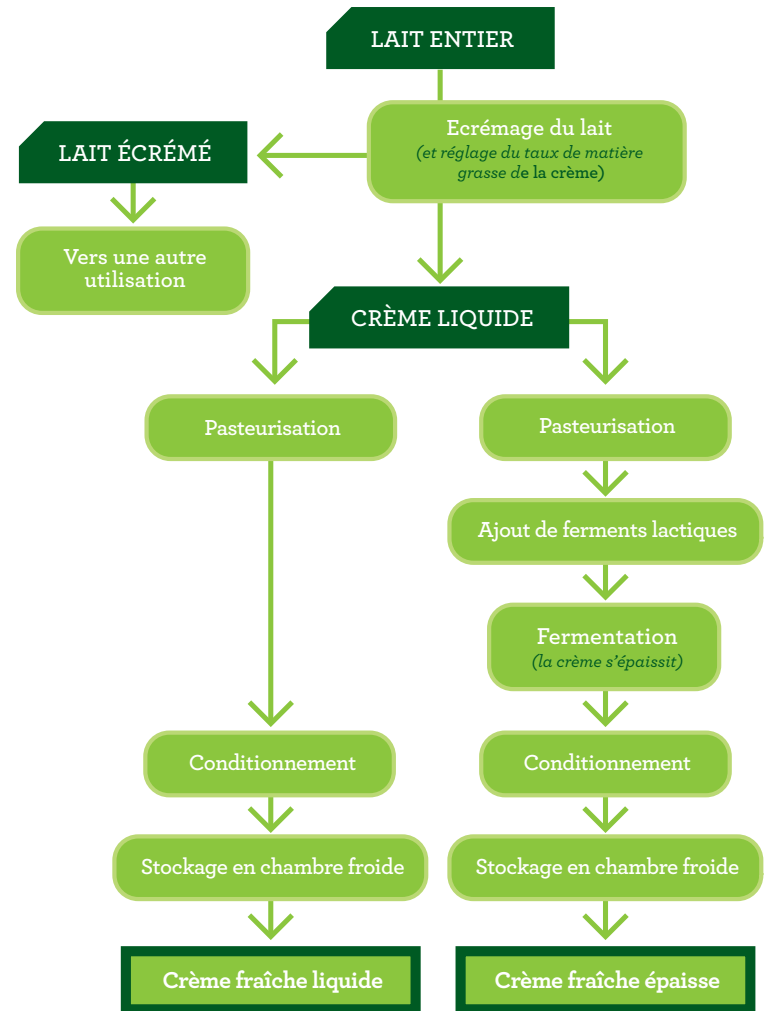 LAIT ENTIER
Ecrémage du lait
(et réglage du taux de matière
grasse de la crème)
LAIT ÉCRÉMÉ
Vers une autre
utilisation
CRÈME LIQUIDE
Pasteurisation
Conditionnement
Stockage en chambre froide
Crème fraîche liquide
Pasteurisation
Ajout de ferments lactiques
Fermentation
(la crème s'épaissit)
Conditionnement
Stockage en chambre froide
Crème fraîche épaisse